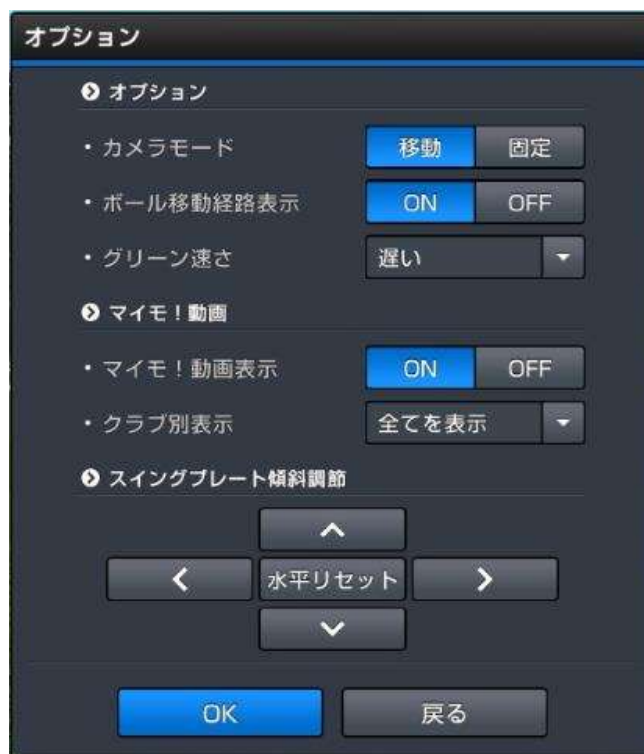 オプション
オプション
・カメラモード 移動 固定
・ボール移動経路表示 ON OFF
・グリーン速さ 遅い
マイモ！動画
・マイモ！動画表示 ON OFF
・クラブ別表示 全てを表示
スイングプレート傾斜調節
水平リセット
OK 戻る